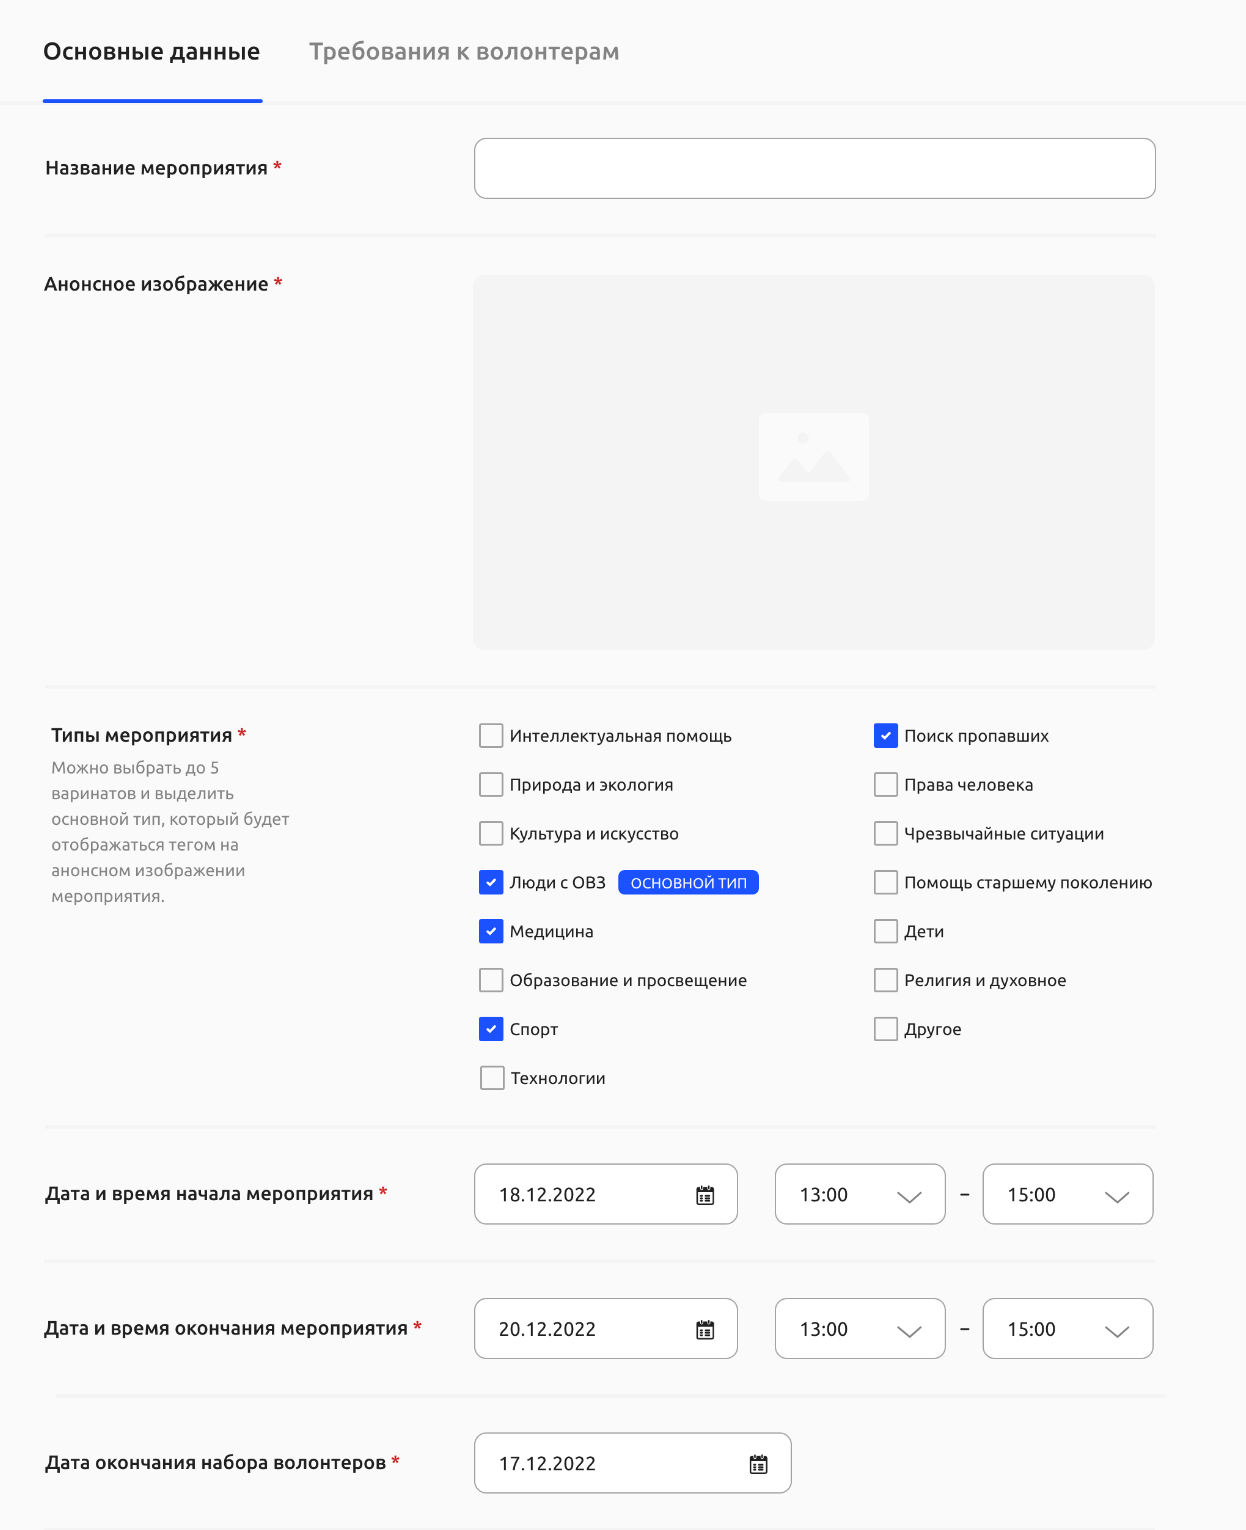 Основные данные
Требования к волонтерам
Название мероприятия *
Анонсное изображение *
Типы мероприятия *
Можно выбрать до 5
варинатов и выделить
основной тип, который будет
отображаться тегом на
анонсном изображении
мероприятия.
Интеллектуальная помощь
Природа и экология
Культура и искусство
Люди с ОВЗ ОСНОВНОЙ ТИП
Медицина
Образование и просвещение
Спорт
Технологии
Поиск пропавших
Права человека
Чрезвычайные ситуации
Помощь старшему поколению
Дети
Религия и духовное
Другое
Дата и время начала мероприятия *
18.12.2022
13:00 – 15:00
Дата и время окончания мероприятия *
20.12.2022
13:00 – 15:00
Дата окончания набора волонтеров *
17.12.2022